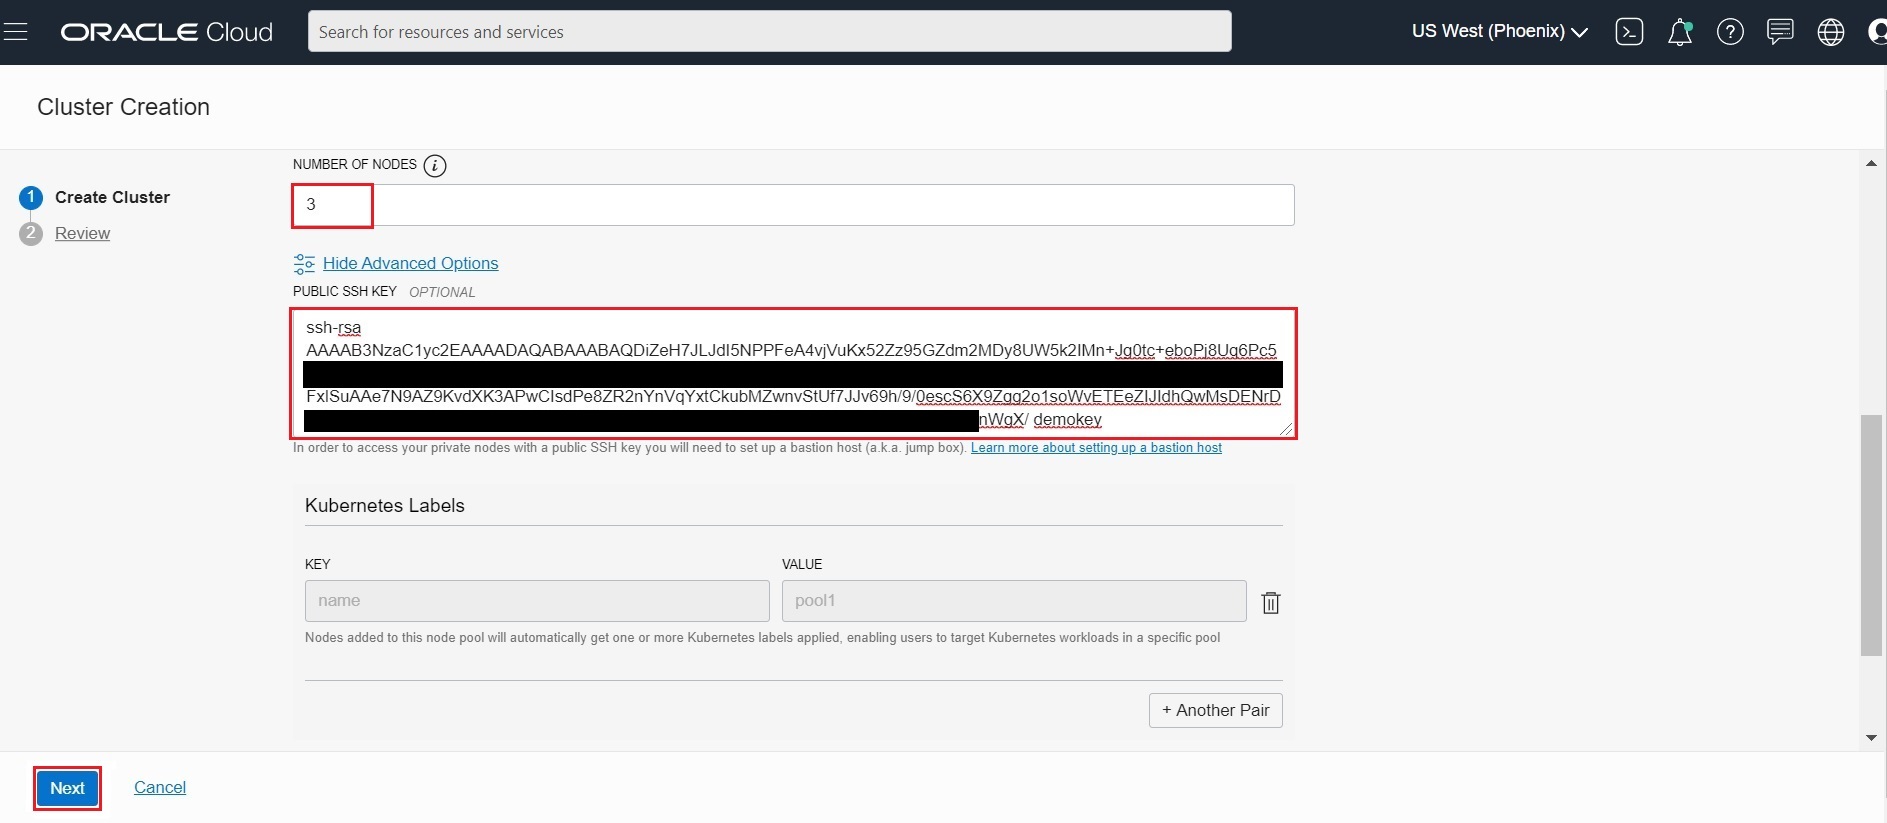 ORACLE Cloud
Search for resources and services
US West (Phoenix)
Cluster Creation
1 Create Cluster
2 Review
NUMBER OF NODES i
3
Hide Advanced Options
PUBLIC SSH KEY OPTIONAL
ssh-rsa
AAAAB3NzaC1yc2EAAAADAQABAAABAQDiZeH7JLJdI5NPPFeA4vjVuKx52Zz95GZdm2MDy8UW5k2IMn+Jg0tc+eboPj8Ug6Pc5
FxISuAAe7N9AZ9KvdXK3APwCIsdPe8ZR2nYnVqYxtCkubMZwnvStUf7JJv69h/9/0escS6X9Zgg2o1soWvETEeZIJIdhQwMsDENrD
nWgX/ demokey
In order to access your private nodes with a public SSH key you will need to set up a bastion host (a.k.a. jump box). Learn more about setting up a bastion host
Kubernetes Labels
KEY VALUE
name pool1
Nodes added to this node pool will automatically get one or more Kubernetes labels applied, enabling users to target Kubernetes workloads in a specific pool
+ Another Pair
Next Cancel